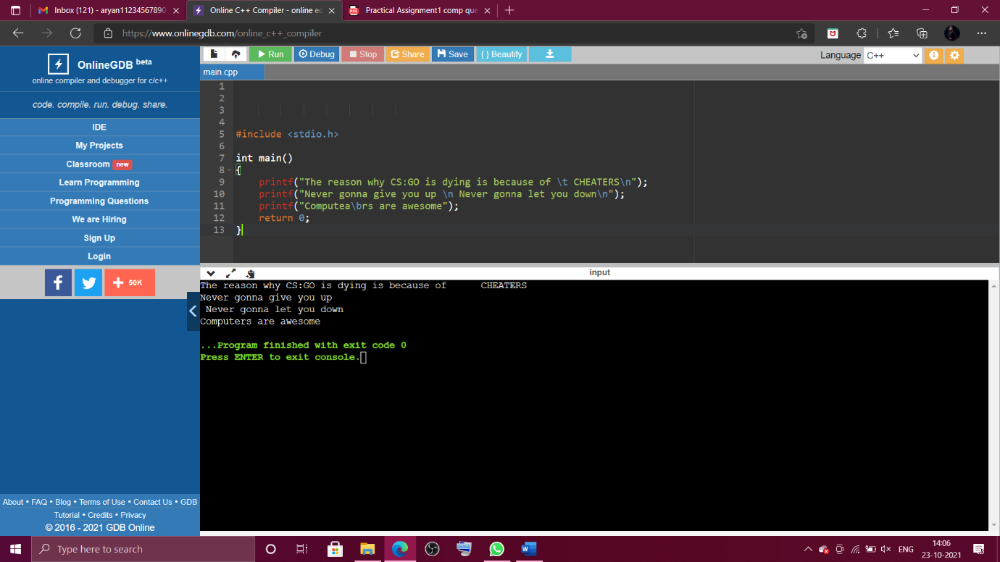 Inbox (121) - aryan11234567890
Online C++ Compiler - online ed
Practical Assignment1 comp que
https://www.onlinegdb.com/online_c++_compiler
OnlineGDB beta
online compiler and debugger for c/c++
code. compile. run. debug. share.
IDE
My Projects
Classroom new
Learn Programming
Programming Questions
We are Hiring
Sign Up
Login
+ 50K
Run
Debug
Stop
Share
Save
{ } Beautify
Language C++
main.cpp
1
2
3
4
5 #include <stdio.h>
6
7 int main()
8 {
9 printf("The reason why CS:GO is dying is because of \t CHEATERS\n");
10 printf("Never gonna give you up \n Never gonna let you down\n");
11 printf("Computea\brs are awesome");
12 return 0;
13 }
input
The reason why CS:GO is dying is because of CHEATERS
Never gonna give you up
Never gonna let you down
Computers are awesome
...Program finished with exit code 0
Press ENTER to exit console.
About • FAQ • Blog • Terms of Use • Contact Us • GDB
Tutorial • Credits • Privacy
© 2016 - 2021 GDB Online
Type here to search
ENG
14:06
23-10-2021